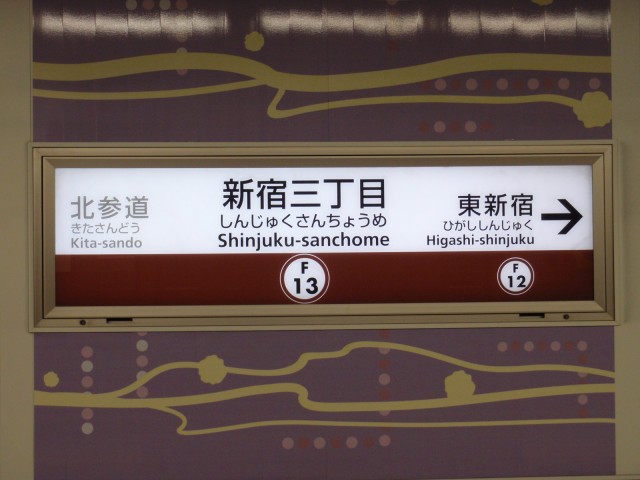 北参道
きたさんどう
Kita-sando
新宿三丁目
しんじゅくさんちょうめ
Shinjuku-sanchome
F
13
東新宿
ひがししんじゅく
Higashi-shinjuku
F
12